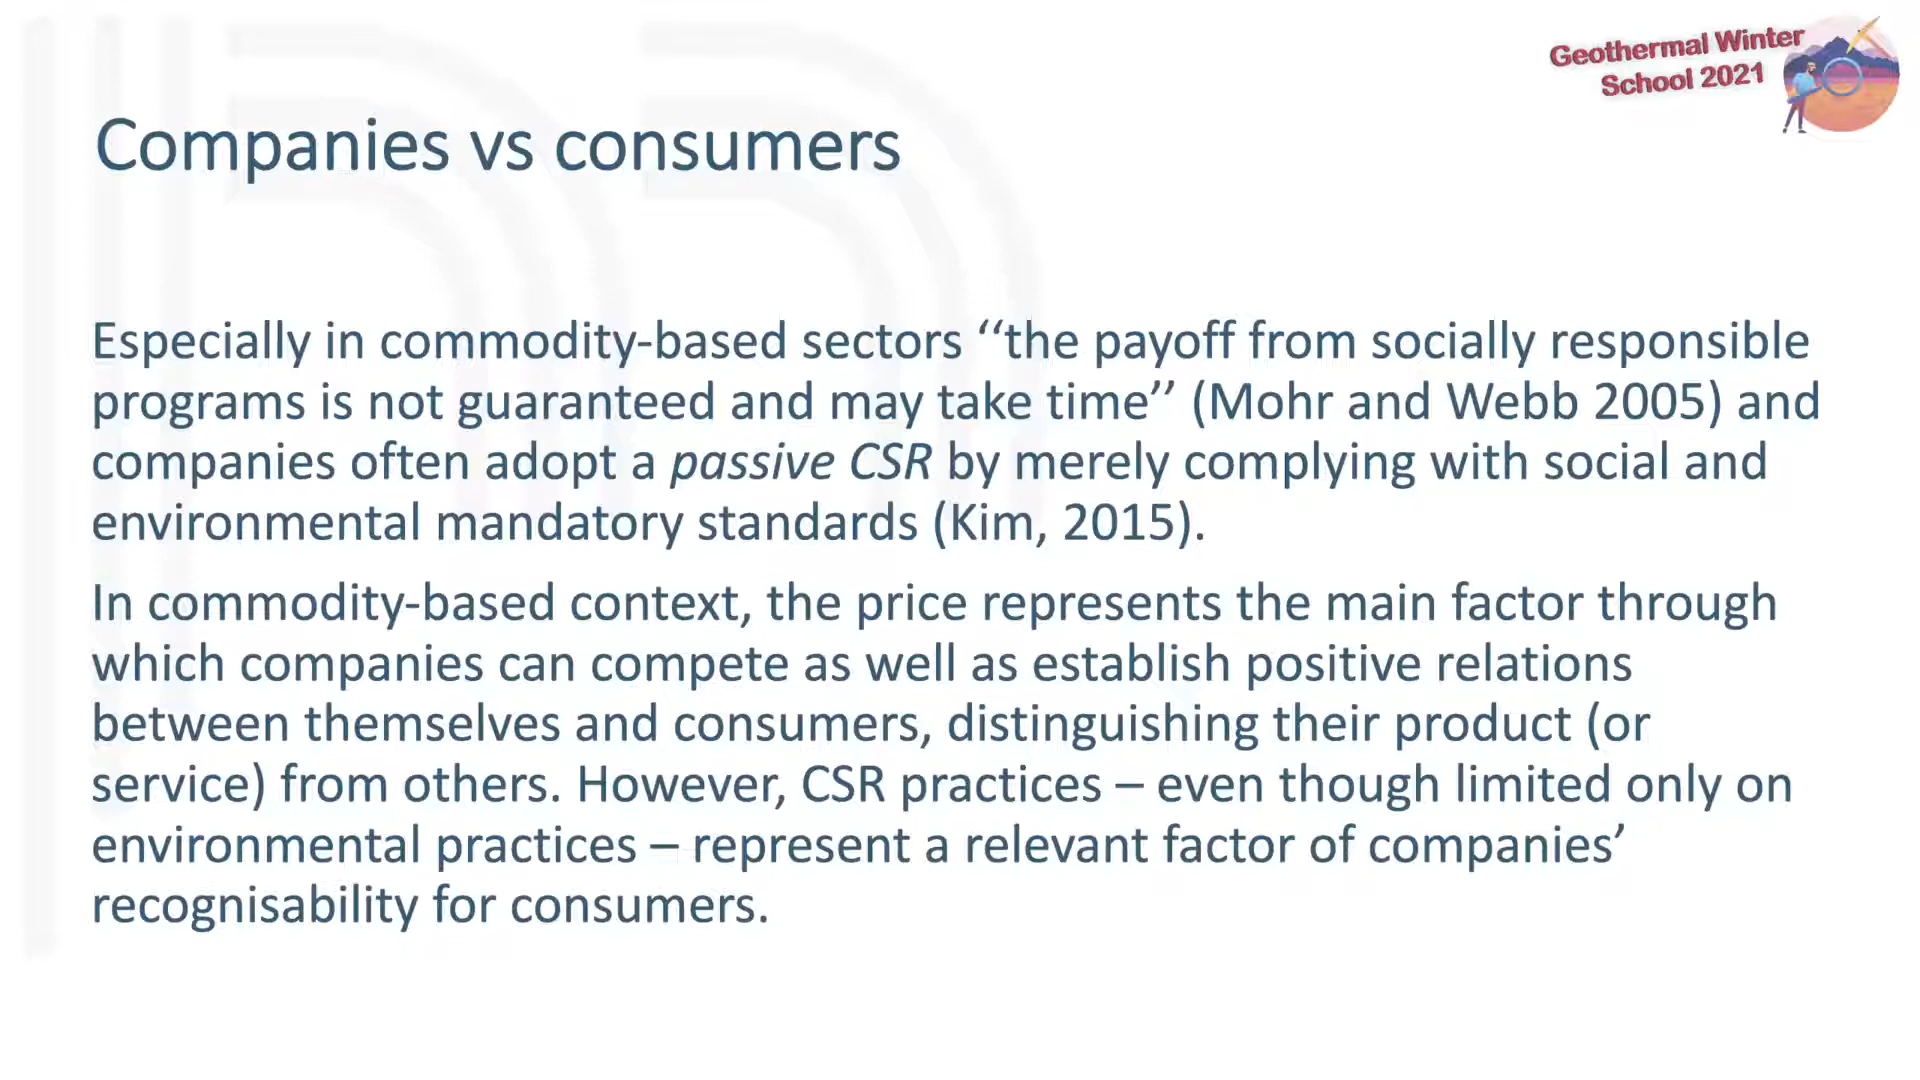 Geothermal Winter
School 2021
Companies vs consumers
Especially in commodity-based sectors ‘‘the payoff from socially responsible
programs is not guaranteed and may take time’’ (Mohr and Webb 2005) and
companies often adopt a passive CSR by merely complying with social and
environmental mandatory standards (Kim, 2015).
In commodity-based context, the price represents the main factor through
which companies can compete as well as establish positive relations
between themselves and consumers, distinguishing their product (or
service) from others. However, CSR practices – even though limited only on
environmental practices – represent a relevant factor of companies’
recognisability for consumers.